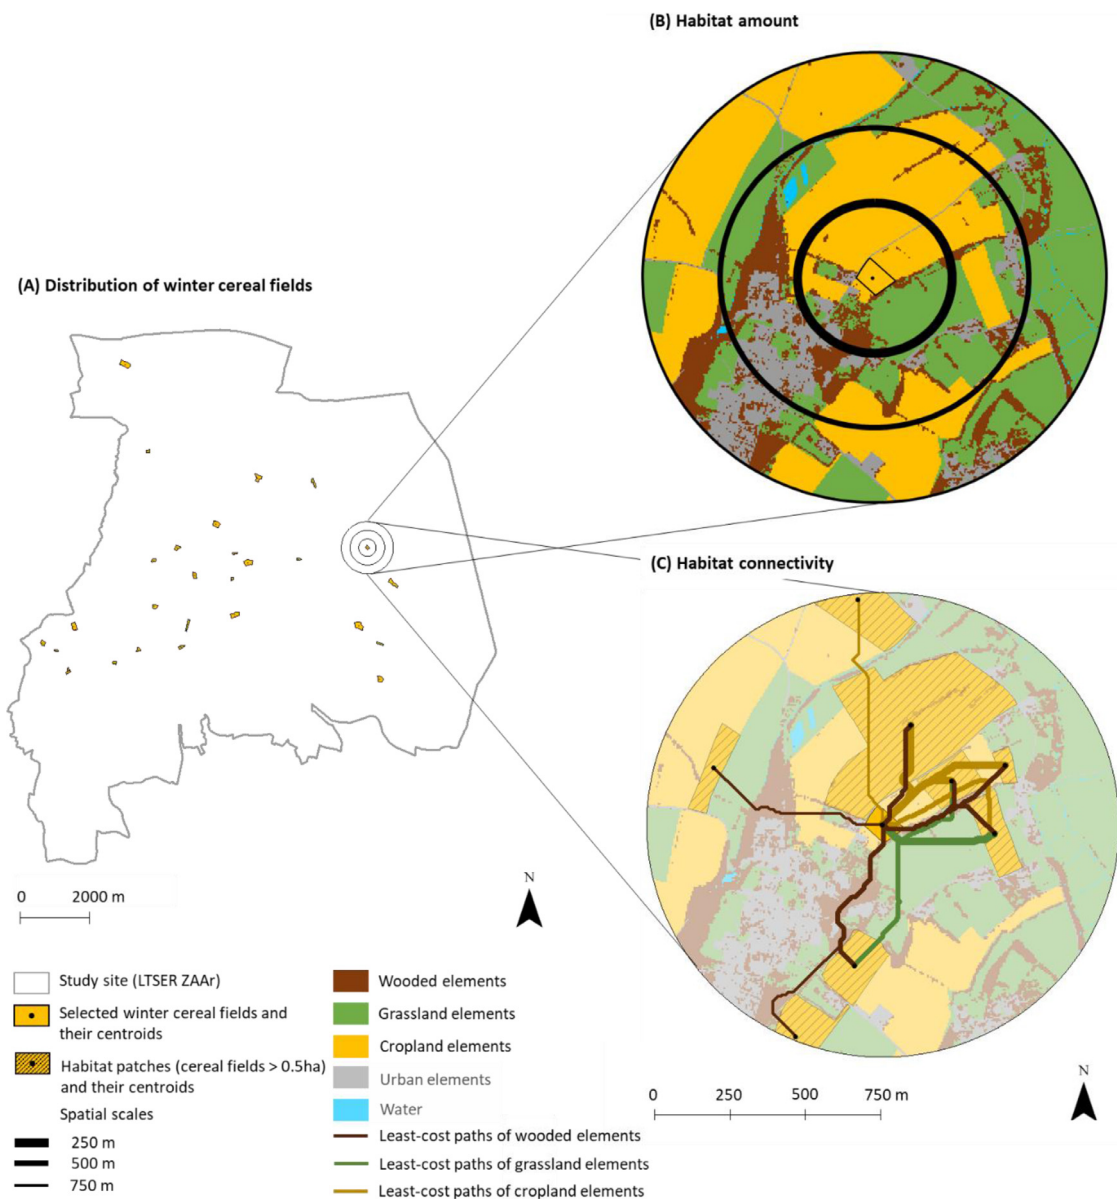 (B) Habitat amount
(A) Distribution of winter cereal fields
(C) Habitat connectivity
0 2000 m
N
Study site (LTSER ZAAr)
Selected winter cereal fields and
their centroids
Habitat patches (cereal fields > 0.5ha)
and their centroids
Spatial scales
250 m
500 m
750 m
Wooded elements
Grassland elements
Cropland elements
Urban elements
Water
Least-cost paths of wooded elements
Least-cost paths of grassland elements
Least-cost paths of cropland elements
0 250 500 750 m
N